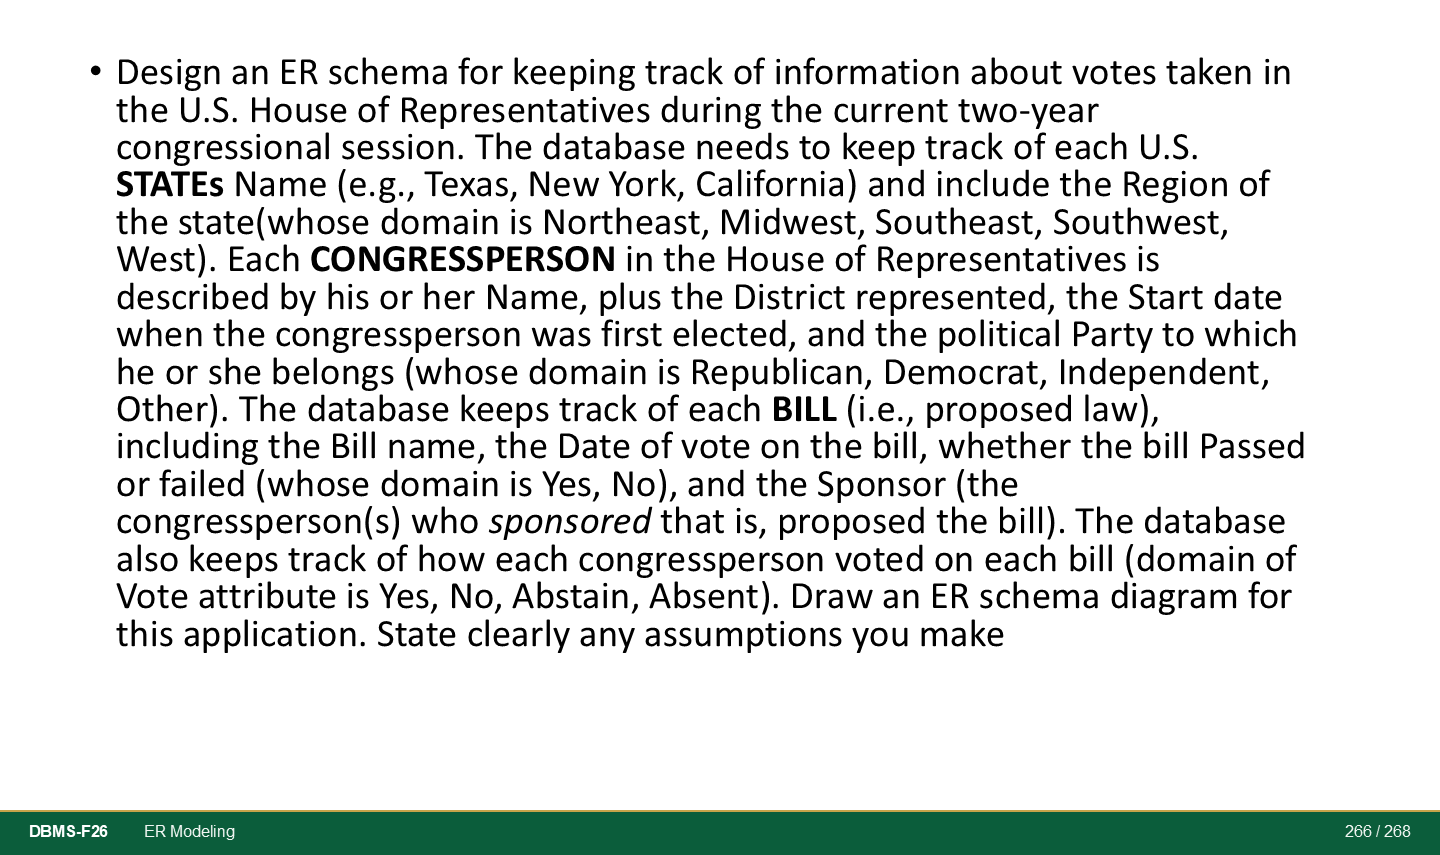 • Design an ER schema for keeping track of information about votes taken in
the U.S. House of Representatives during the current two-year
congressional session. The database needs to keep track of each U.S.
STATEs Name (e.g., Texas, New York, California) and include the Region of
the state(whose domain is Northeast, Midwest, Southeast, Southwest,
West). Each CONGRESSPERSON in the House of Representatives is
described by his or her Name, plus the District represented, the Start date
when the congressperson was first elected, and the political Party to which
he or she belongs (whose domain is Republican, Democrat, Independent,
Other). The database keeps track of each BILL (i.e., proposed law),
including the Bill name, the Date of vote on the bill, whether the bill Passed
or failed (whose domain is Yes, No), and the Sponsor (the
congressperson(s) who sponsored that is, proposed the bill). The database
also keeps track of how each congressperson voted on each bill (domain of
Vote attribute is Yes, No, Abstain, Absent). Draw an ER schema diagram for
this application. State clearly any assumptions you make
DBMS-F26 ER Modeling 266 / 268